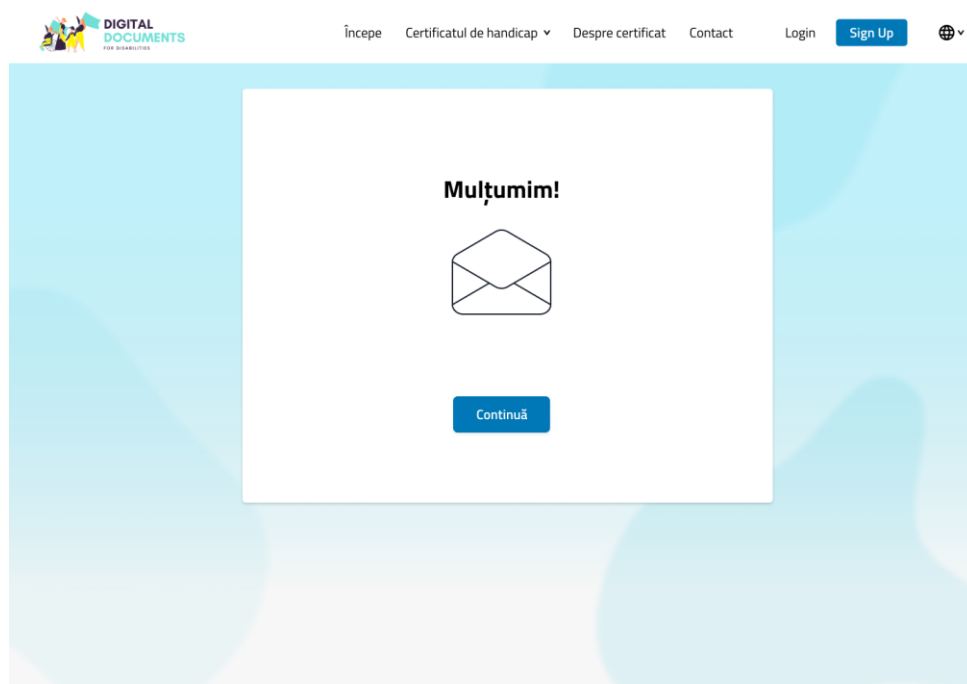 DIGITAL
DOCUMENTS
FOR DISABILITIES
Începe Certificatul de handicap Despre certificat Contact Login Sign Up
Mulțumim!
Continuă